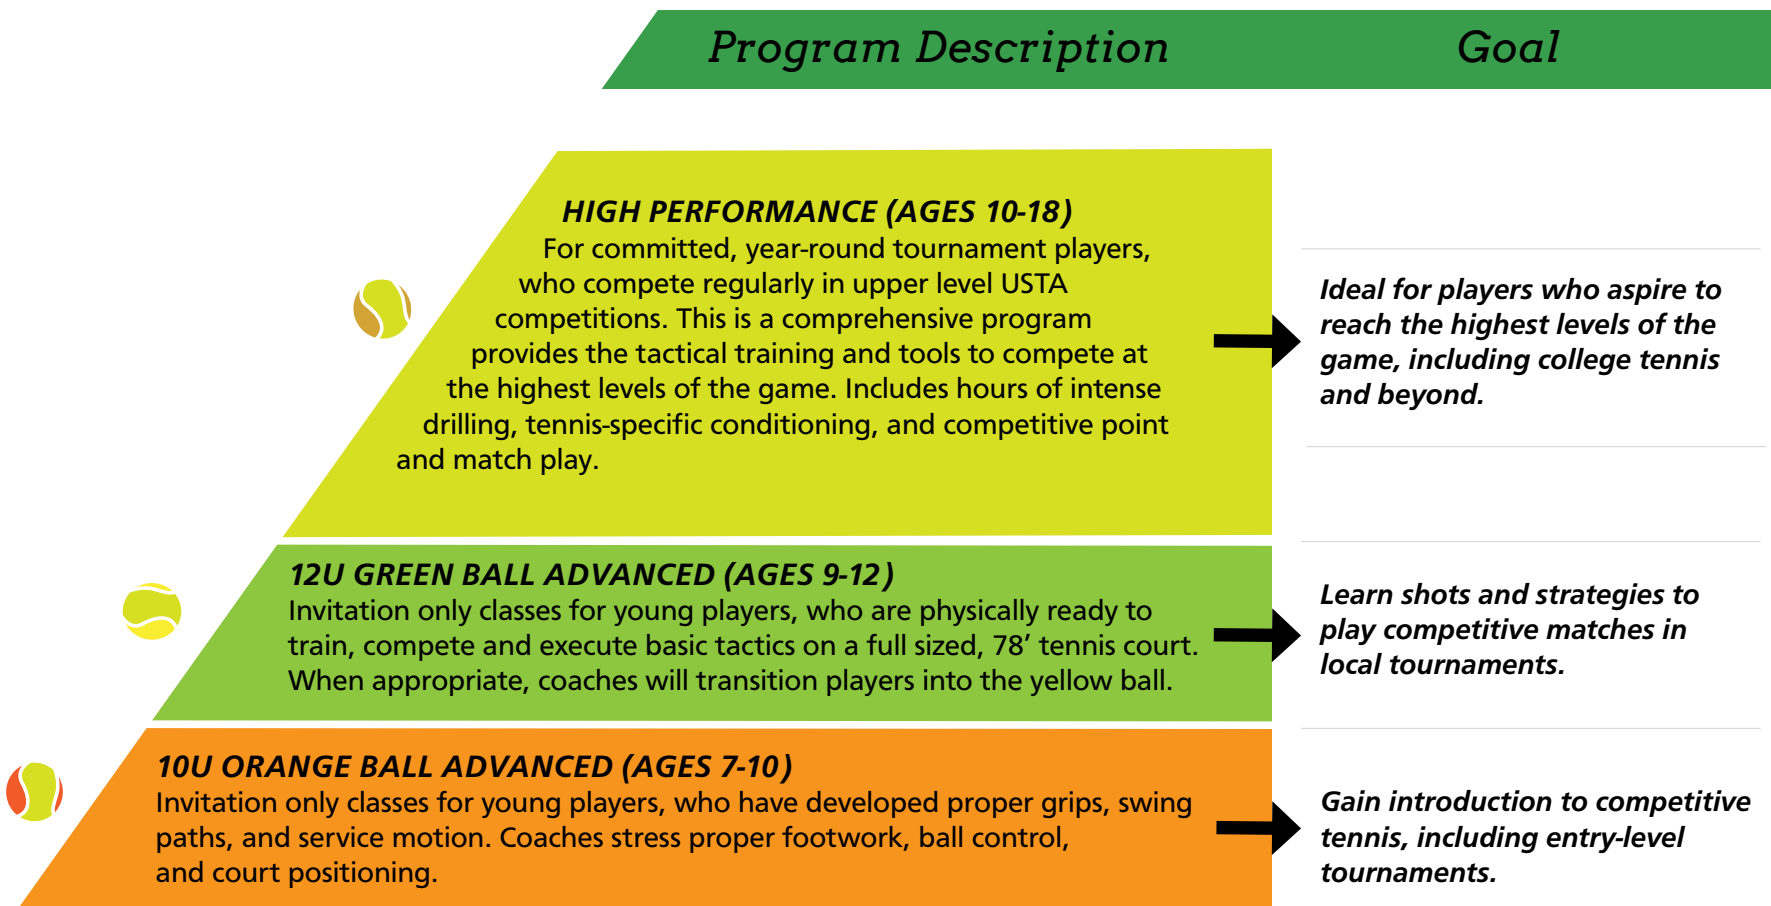 Program Description
Goal
HIGH PERFORMANCE (AGES 10-18)
For committed, year-round tournament players,
who compete regularly in upper level USTA
competitions. This is a comprehensive program
provides the tactical training and tools to compete at
the highest levels of the game. Includes hours of intense
drilling, tennis-specific conditioning, and competitive point
and match play.
Ideal for players who aspire to
reach the highest levels of the
game, including college tennis
and beyond.
12U GREEN BALL ADVANCED (AGES 9-12)
Invitation only classes for young players, who are physically ready to
train, compete and execute basic tactics on a full sized, 78′ tennis court.
When appropriate, coaches will transition players into the yellow ball.
Learn shots and strategies to
play competitive matches in
local tournaments.
10U ORANGE BALL ADVANCED (AGES 7-10)
Invitation only classes for young players, who have developed proper grips, swing
paths, and service motion. Coaches stress proper footwork, ball control,
and court positioning.
Gain introduction to competitive
tennis, including entry-level
tournaments.